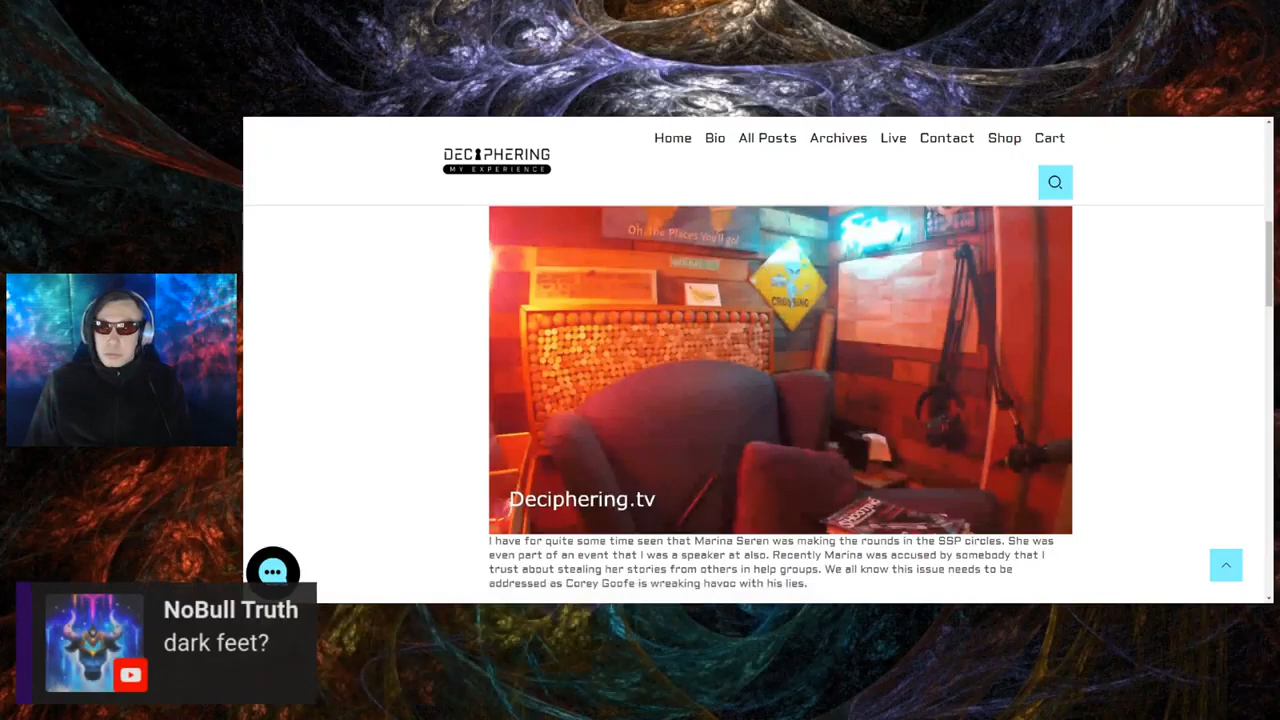 Home Bio All Posts Archives Live Contact Shop Cart
DECIPHERING
MY EXPERIENCE
Oh, the Places You'll go!
CROSSING
SHOOTING
Deciphering.tv
I have for quite some time seen that Marina Seren was making the rounds in the SSP circles. She was
even part of an event that I was a speaker at also. Recently Marina was accused by somebody that I
trust about stealing her stories from others in help groups. We all know this issue needs to be
addressed as Corey Goofe is wreaking havoc with his lies.
NoBull Truth
dark feet?